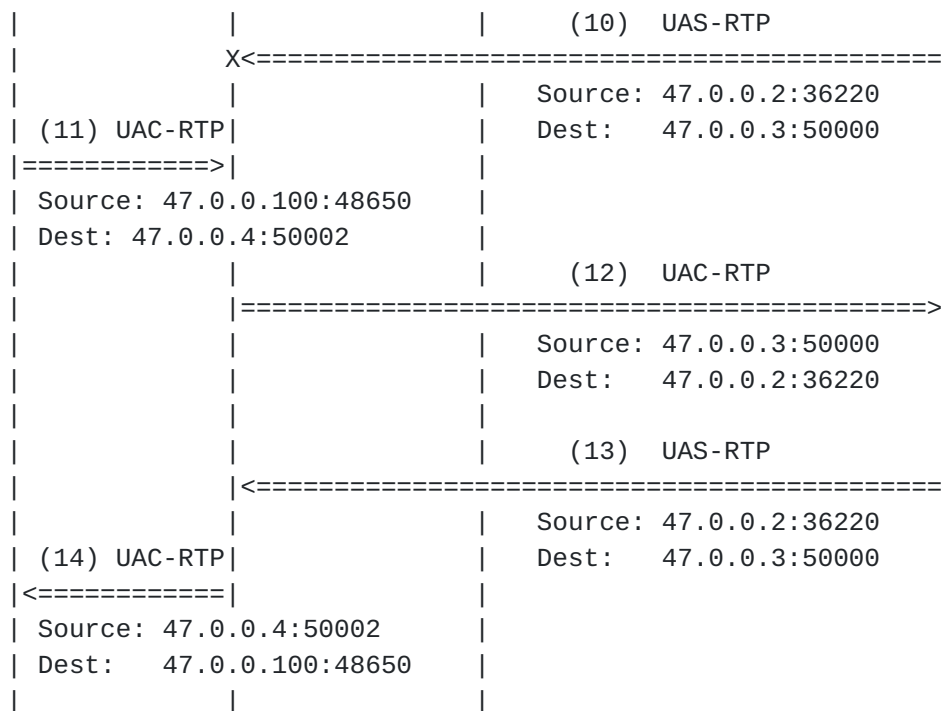 |             |               |     (10)  UAS-RTP
|             X<============================================
|             |               |   Source: 47.0.0.2:36220
| (11) UAC-RTP|               |   Dest:   47.0.0.3:50000
|============>|               |
| Source: 47.0.0.100:48650    |
| Dest: 47.0.0.4:50002        |
|             |               |     (12)  UAC-RTP
|             |============================================>
|             |               |   Source: 47.0.0.3:50000
|             |               |   Dest:   47.0.0.2:36220
|             |               |
|             |               |     (13)  UAS-RTP
|             |<============================================
|             |               |   Source: 47.0.0.2:36220
| (14) UAC-RTP|               |   Dest:   47.0.0.3:50000
|<============|               |
| Source: 47.0.0.4:50002      |
| Dest:   47.0.0.100:48650    |
|             |               |